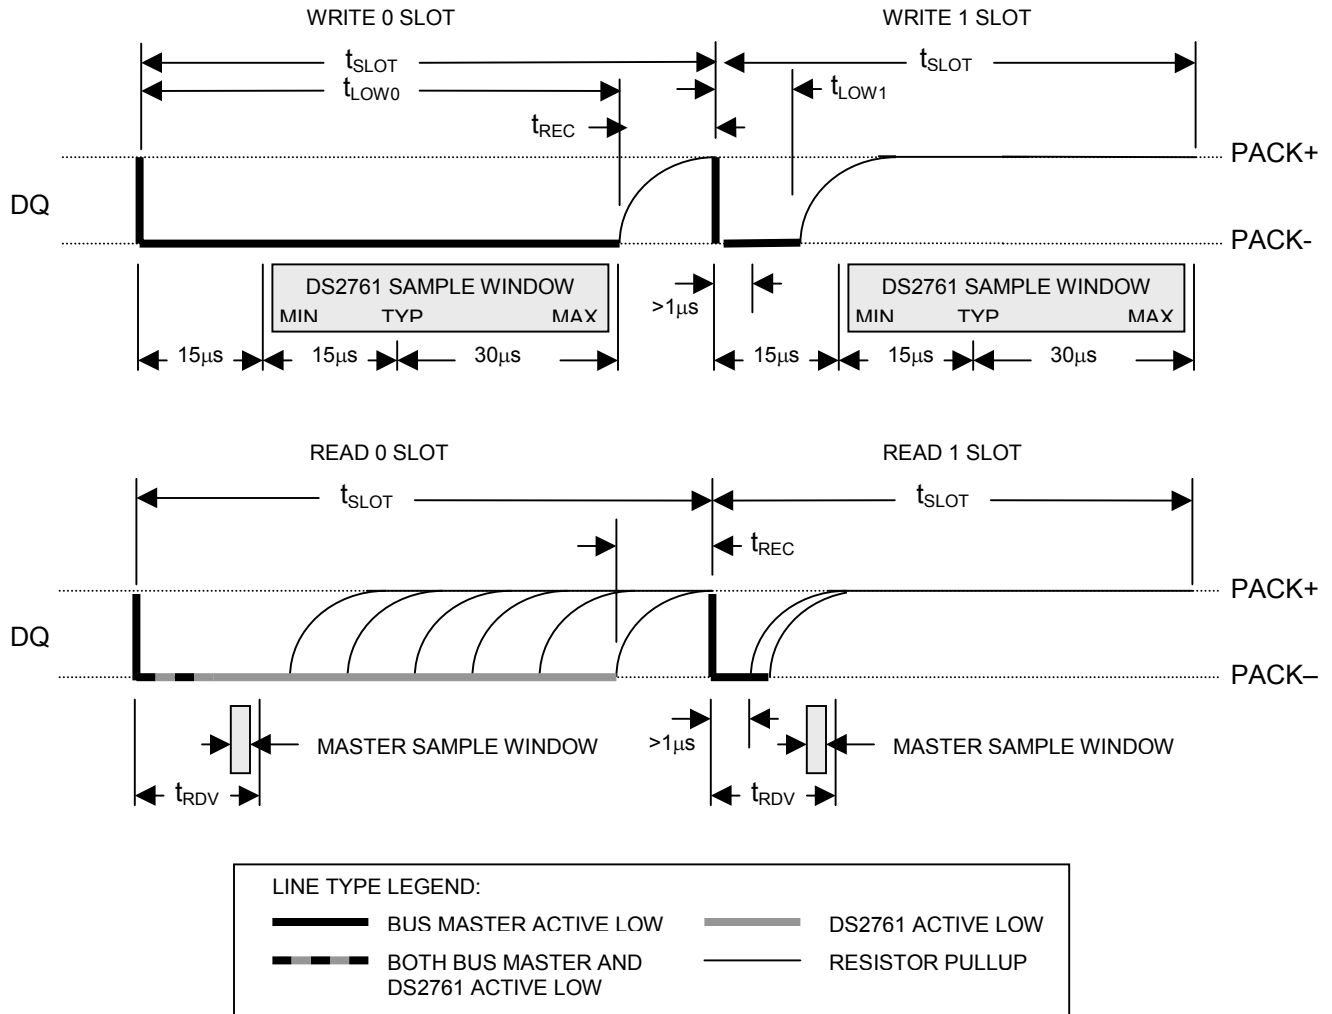 WRITE 0 SLOT WRITE 1 SLOT
tSLOT tSLOT
tLOW0 tLOW1
tREC
PACK+
DQ
PACK-
DS2761 SAMPLE WINDOW DS2761 SAMPLE WINDOW
>1μs
MIN TYP MAX MIN TYP MAX
15μs 15μs 30μs 15μs 15μs 30μs
READ 0 SLOT READ 1 SLOT
tSLOT tSLOT
tREC
PACK+
DQ
PACK–
>1μs
MASTER SAMPLE WINDOW MASTER SAMPLE WINDOW
tRDV tRDV
LINE TYPE LEGEND:
BUS MASTER ACTIVE LOW DS2761 ACTIVE LOW
BOTH BUS MASTER AND RESISTOR PULLUP
DS2761 ACTIVE LOW